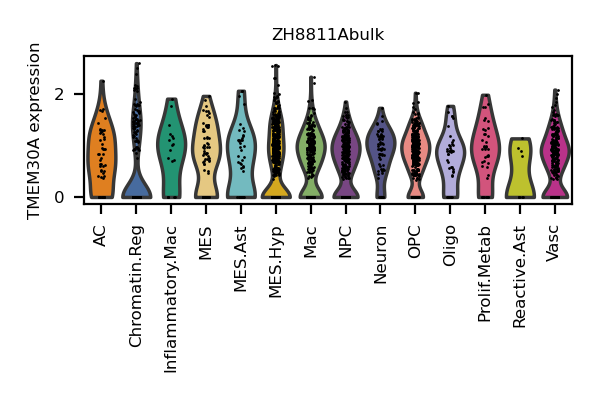 ZH8811Abulk
TMEM30A expression
2
0
AC
Chromatin.Reg
Inflammatory.Mac
MES
MES.Ast
MES.Hyp
Mac
NPC
Neuron
OPC
Oligo
Prolif.Metab
Reactive.Ast
Vasc